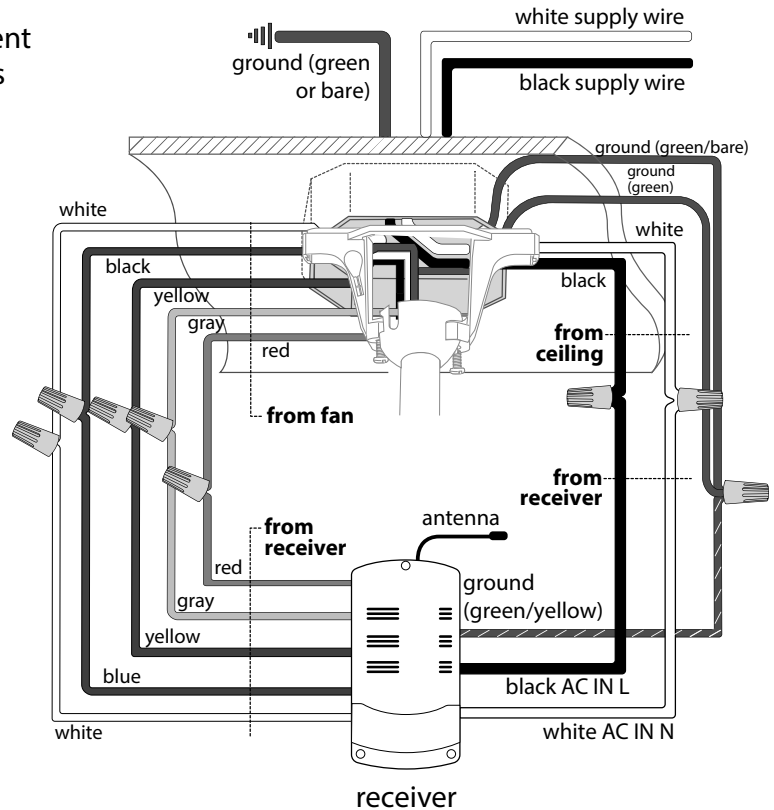 ent
s
white supply wire
ground (green
or bare)
black supply wire
ground (green/bare)
ground
(green)
white
white
black
black
yellow
gray
red
from
ceiling
from fan
from
receiver
antenna
from
receiver
red
ground
(green/yellow)
gray
yellow
blue
black AC IN L
white
white AC IN N
receiver